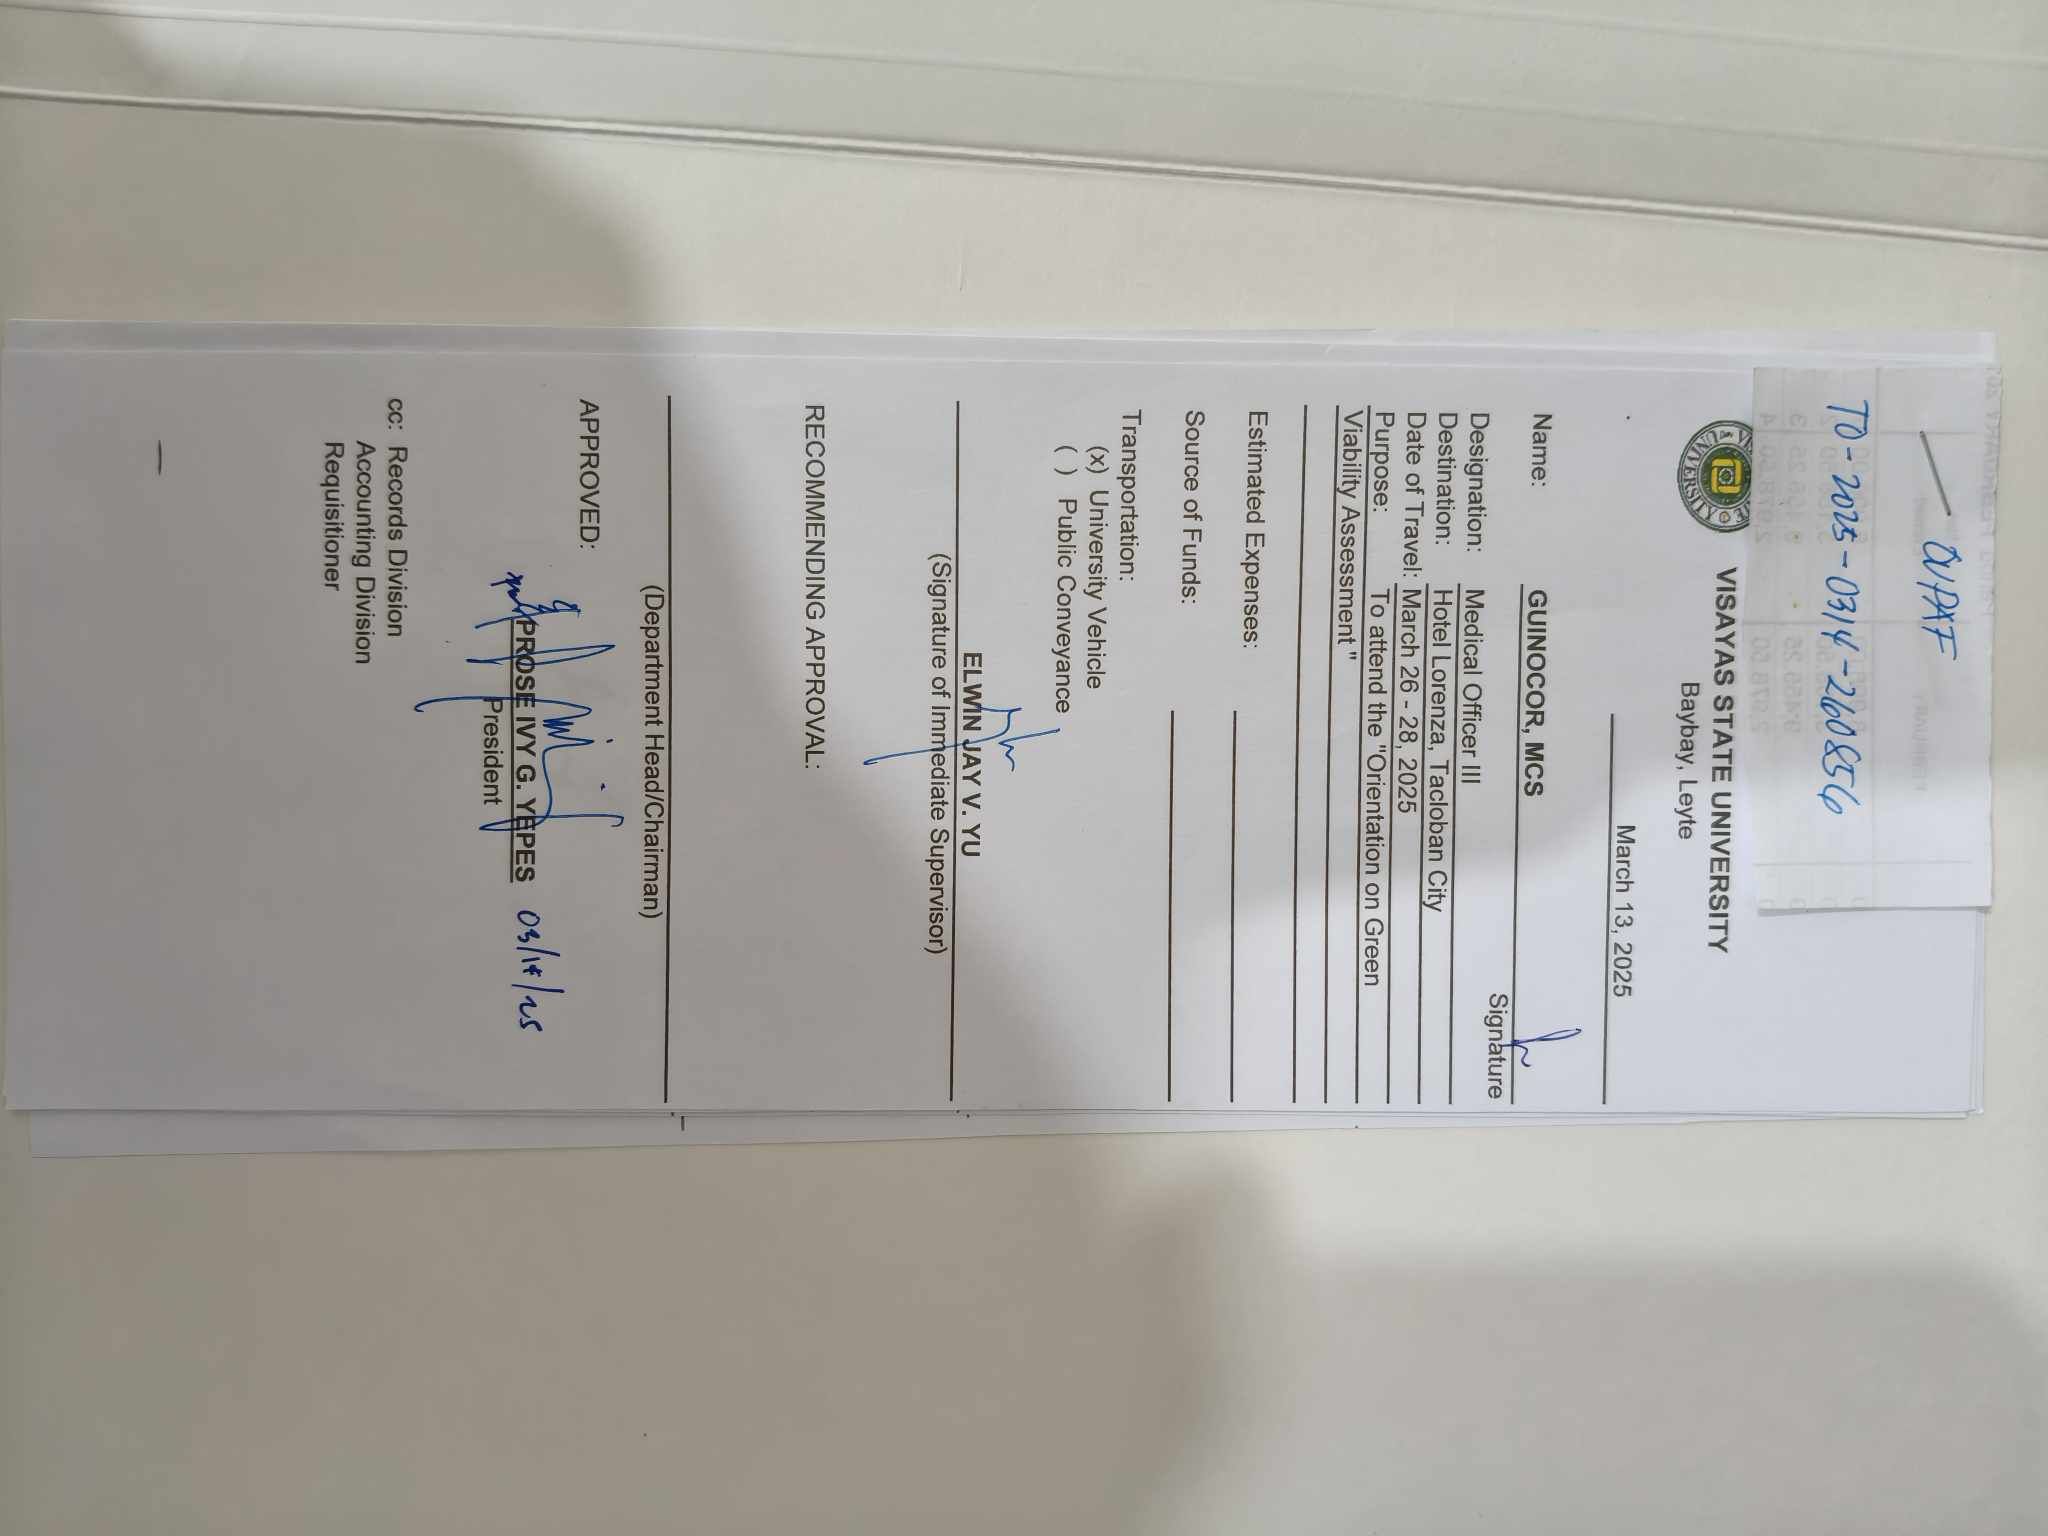 OVPAF
TO-2025-0314-260856
VISAYAS STATE UNIVERSITY
Baybay, Leyte
March 13, 2025
Name: GUINOCOR, MCS
Signature
Designation: Medical Officer III
Destination: Hotel Lorenza, Tacloban City
Date of Travel: March 26 - 28, 2025
Purpose: To attend the "Orientation on Green
Viability Assessment"
Estimated Expenses:
Source of Funds:
Transportation:
(x) University Vehicle
( ) Public Conveyance
ELWIN JAY V. YU
(Signature of Immediate Supervisor)
RECOMMENDING APPROVAL:
(Department Head/Chairman)
APPROVED:
PROSE IVY G. YEPES 03/14/25
President
cc: Records Division
Accounting Division
Requisitioner